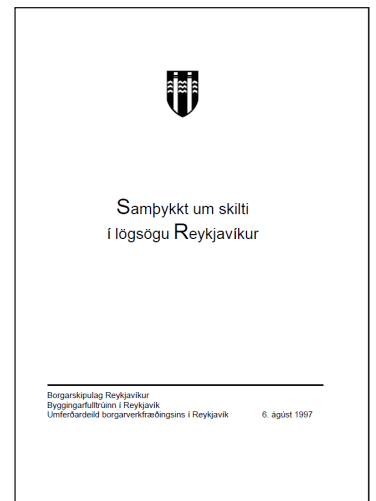 Samþykkt um skilti
í lögsögu Reykjavíkur
Borgarskipulag Reykjavíkur
Byggingarfulltrúinn í Reykjavík
Umferðardeild borgarverkfræðingsins í Reykjavík 6. ágúst 1997